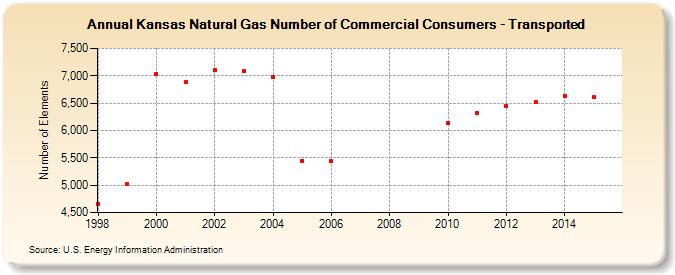 Annual Kansas Natural Gas Number of Commercial Consumers - Transported
Number of Elements
7,500
7,000
6,500
6,000
5,500
5,000
4,500
1998 2000 2002 2004 2006 2008 2010 2012 2014
Source: U.S. Energy Information Administration